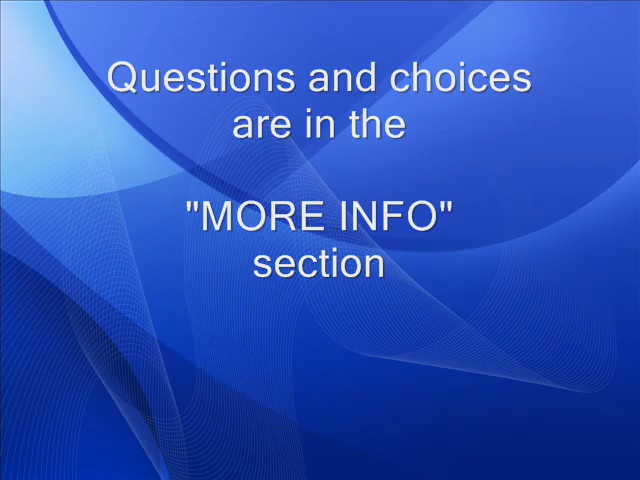 Questions and choices
are in the
"MORE INFO"
section